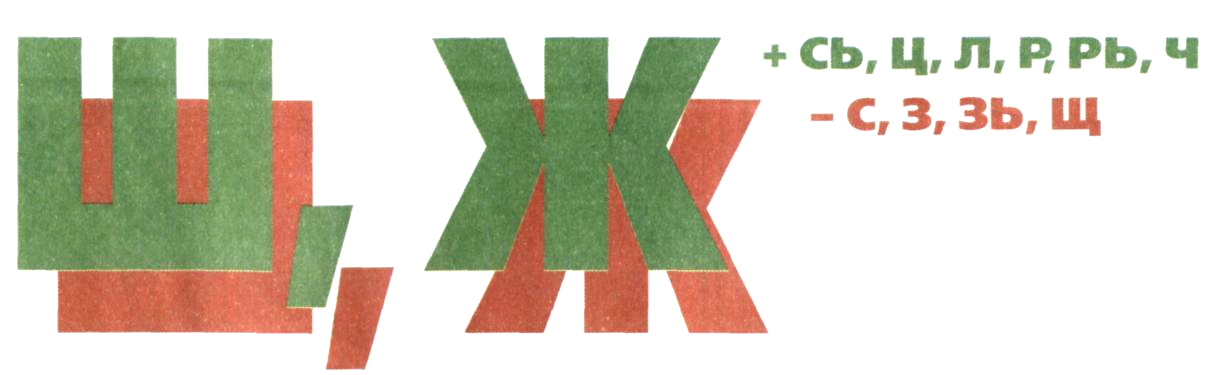 Ш, Ж + СЬ, Ц, Л, Р, РЬ, Ч
– С, З, ЗЬ, Щ